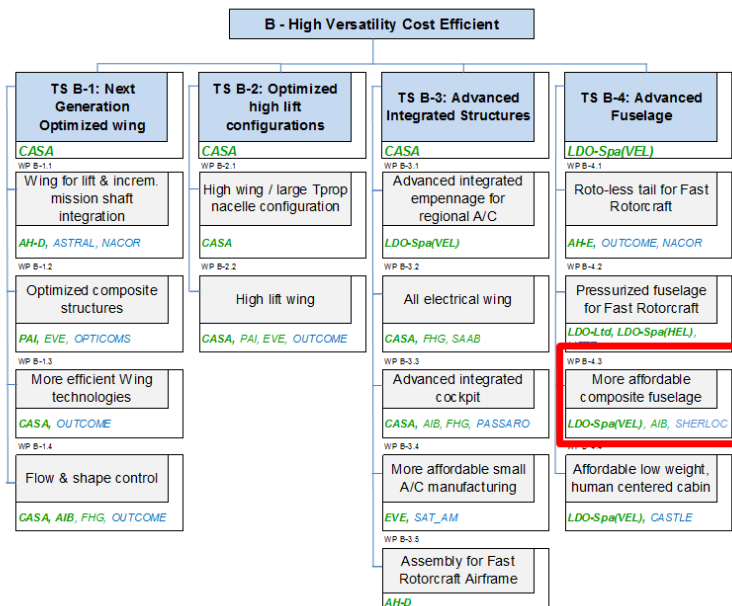 B - High Versatility Cost Efficient
TS B-1: Next
Generation
Optimized wing
CASA
WP B-1.1
Wing for lift & increm.
mission shaft
integration
AH-D, ASTRAL, NACOR
WP B-1.2
Optimized composite
structures
PAI, EVE, OPTICOMS
WP B-1.3
More efficient Wing
technologies
CASA, OUTCOME
WP B-1.4
Flow & shape control
CASA, AIB, FHG, OUTCOME
TS B-2: Optimized
high lift
configurations
CASA
WP B-2.1
High wing / large Tprop
nacelle configuration
CASA
WP B-2.2
High lift wing
CASA, PAI, EVE, OUTCOME
TS B-3: Advanced
Integrated Structures
CASA
WP B-3.1
Advanced integrated
empennage for
regional A/C
LDO-Spa(VEL)
WP B-3.2
All electrical wing
CASA, FHG, SAAB
WP B-3.3
Advanced integrated
cockpit
CASA, AIB, FHG, PASSARO
WP B-3.4
More affordable small
A/C manufacturing
EVE, SAT_AM
WP B-3.5
Assembly for Fast
Rotorcraft Airframe
AH-D
TS B-4: Advanced
Fuselage
LDO-Spa(VEL)
WP B-4.1
Roto-less tail for Fast
Rotorcraft
AH-E, OUTCOME, NACOR
WP B-4.2
Pressurized fuselage
for Fast Rotorcraft
LDO-Ltd, LDO-Spa(HEL),
WP B-4.3
More affordable
composite fuselage
LDO-Spa(VEL), AIB, SHERLOC
Affordable low weight,
human centered cabin
LDO-Spa(VEL), CASTLE